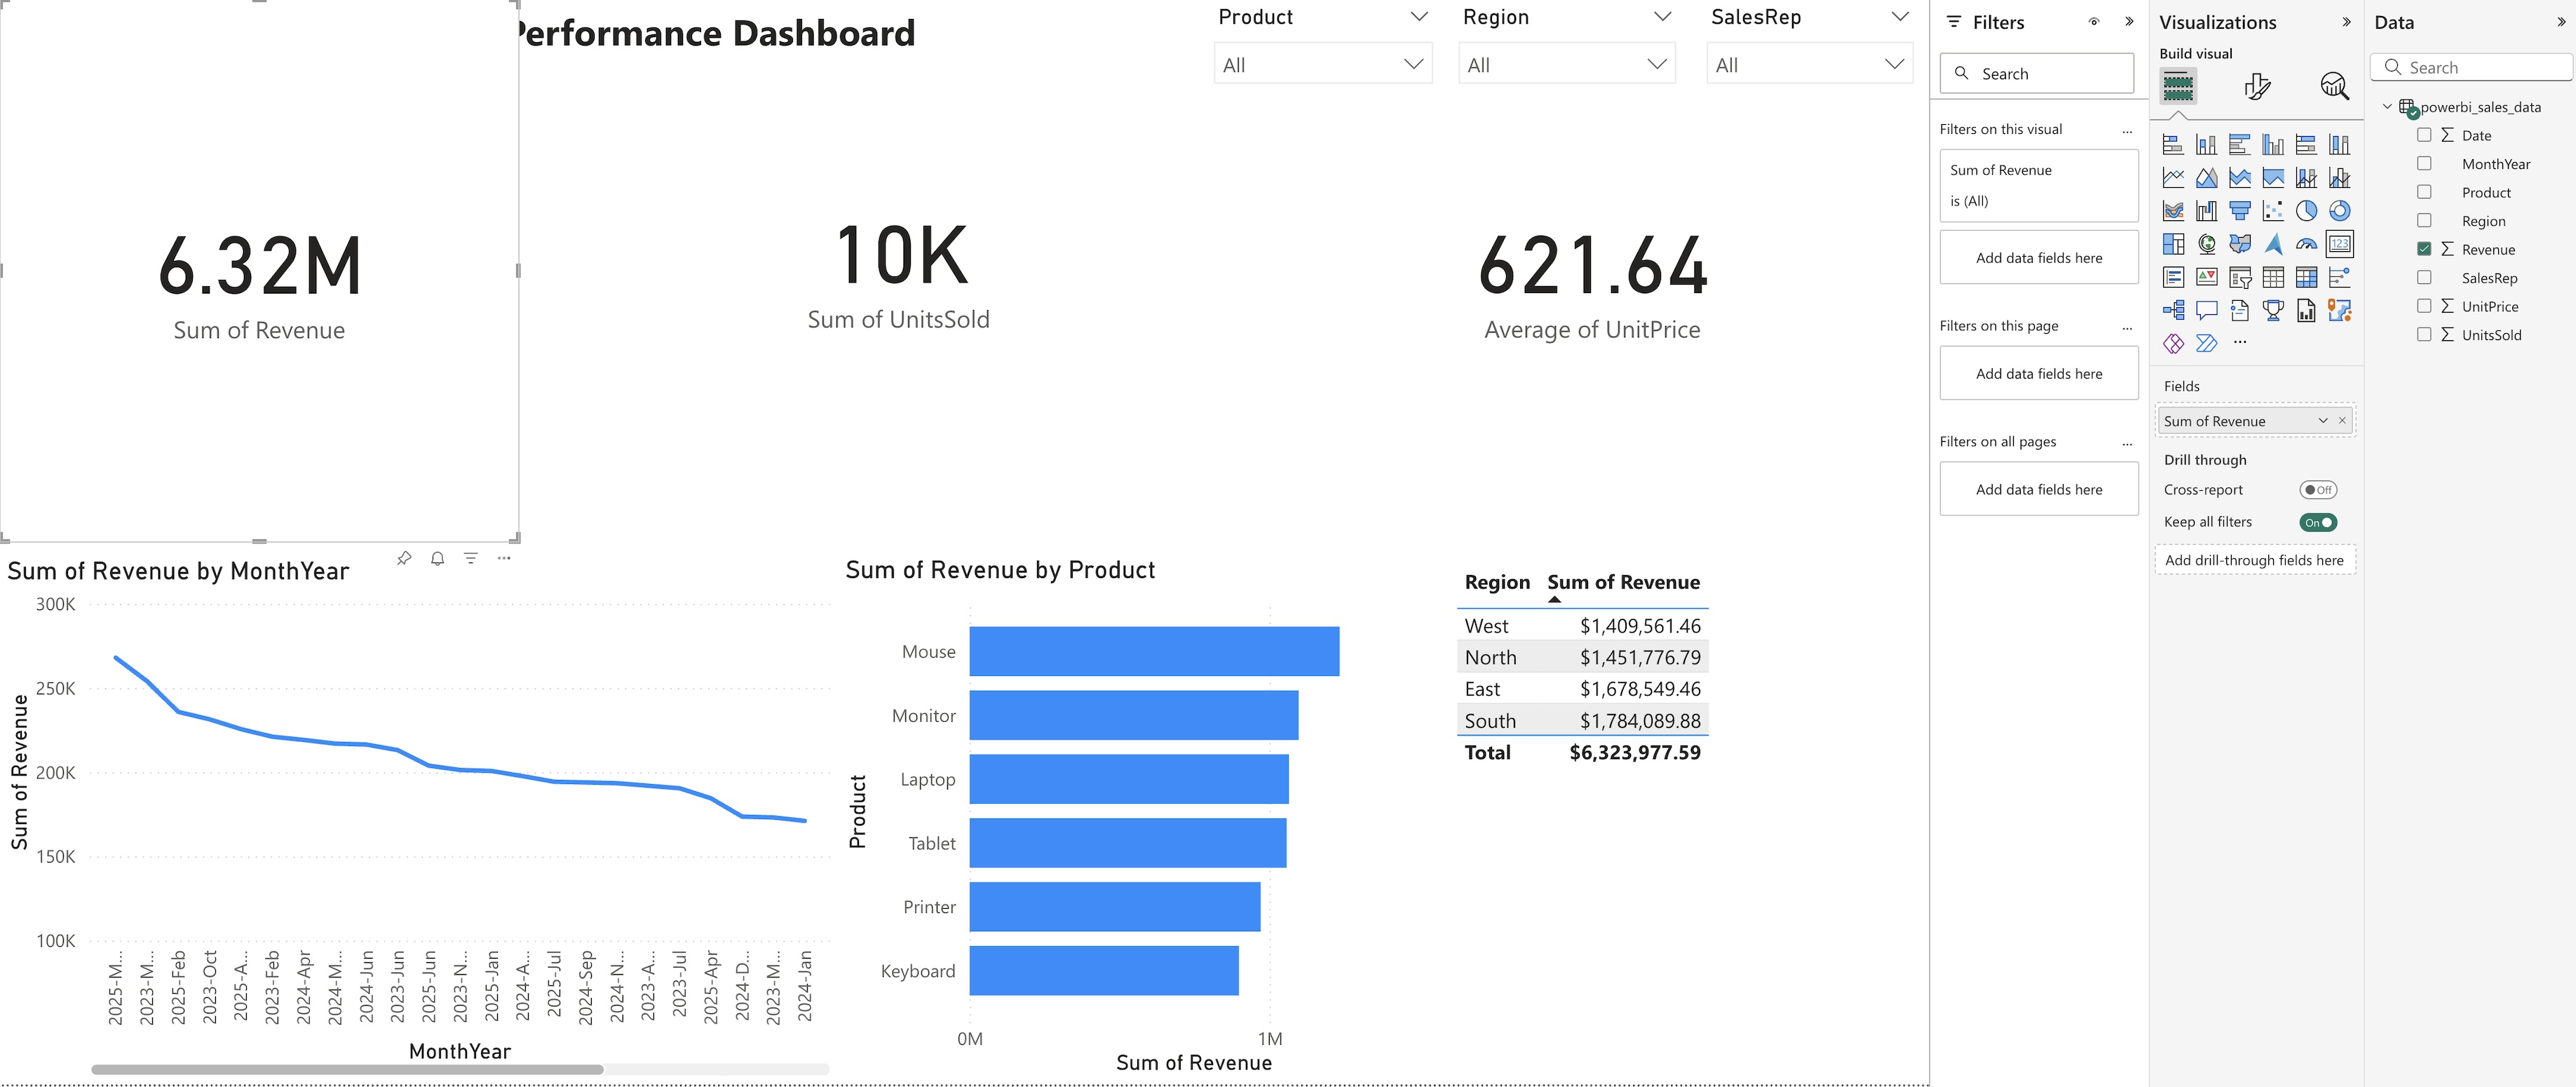 Performance Dashboard
Product
All
Region
All
SalesRep
All
6.32M
Sum of Revenue
10K
Sum of UnitsSold
621.64
Average of UnitPrice
Sum of Revenue by MonthYear
300K
250K
200K
150K
100K
Sum of Revenue
2025-M...
2023-M...
2025-Feb
2023-Oct
2025-A...
2023-Feb
2024-Apr
2024-M...
2024-Jun
2023-Jun
2025-Jun
2023-N...
2025-Jan
2024-A...
2025-Jul
2024-Sep
2024-N...
2023-A...
2023-Jul
2025-Apr
2024-D...
2023-M...
2024-Jan
MonthYear
Sum of Revenue by Product
Product
Mouse
Monitor
Laptop
Tablet
Printer
Keyboard
0M 1M
Sum of Revenue
Region Sum of Revenue
West $1,409,561.46
North $1,451,776.79
East $1,678,549.46
South $1,784,089.88
Total $6,323,977.59
Filters
Search
Filters on this visual ...
Sum of Revenue
is (All)
Add data fields here
Filters on this page ...
Add data fields here
Filters on all pages ...
Add data fields here
Visualizations
Build visual
123
...
Fields
Sum of Revenue
Drill through
Cross-report Off
Keep all filters On
Add drill-through fields here
Data
Search
powerbi_sales_data
Σ Date
MonthYear
Product
Region
Σ Revenue
SalesRep
Σ UnitPrice
Σ UnitsSold